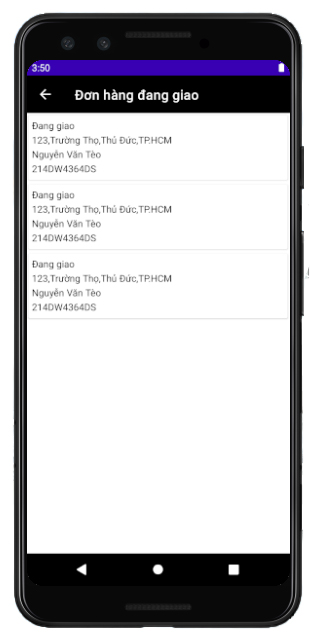 3:50
Đơn hàng đang giao
Đang giao
123,Trường Thọ,Thủ Đức,TP.HCM
Nguyễn Văn Tèo
214DW4364DS
Đang giao
123,Trường Thọ,Thủ Đức,TP.HCM
Nguyễn Văn Tèo
214DW4364DS
Đang giao
123,Trường Thọ,Thủ Đức,TP.HCM
Nguyễn Văn Tèo
214DW4364DS